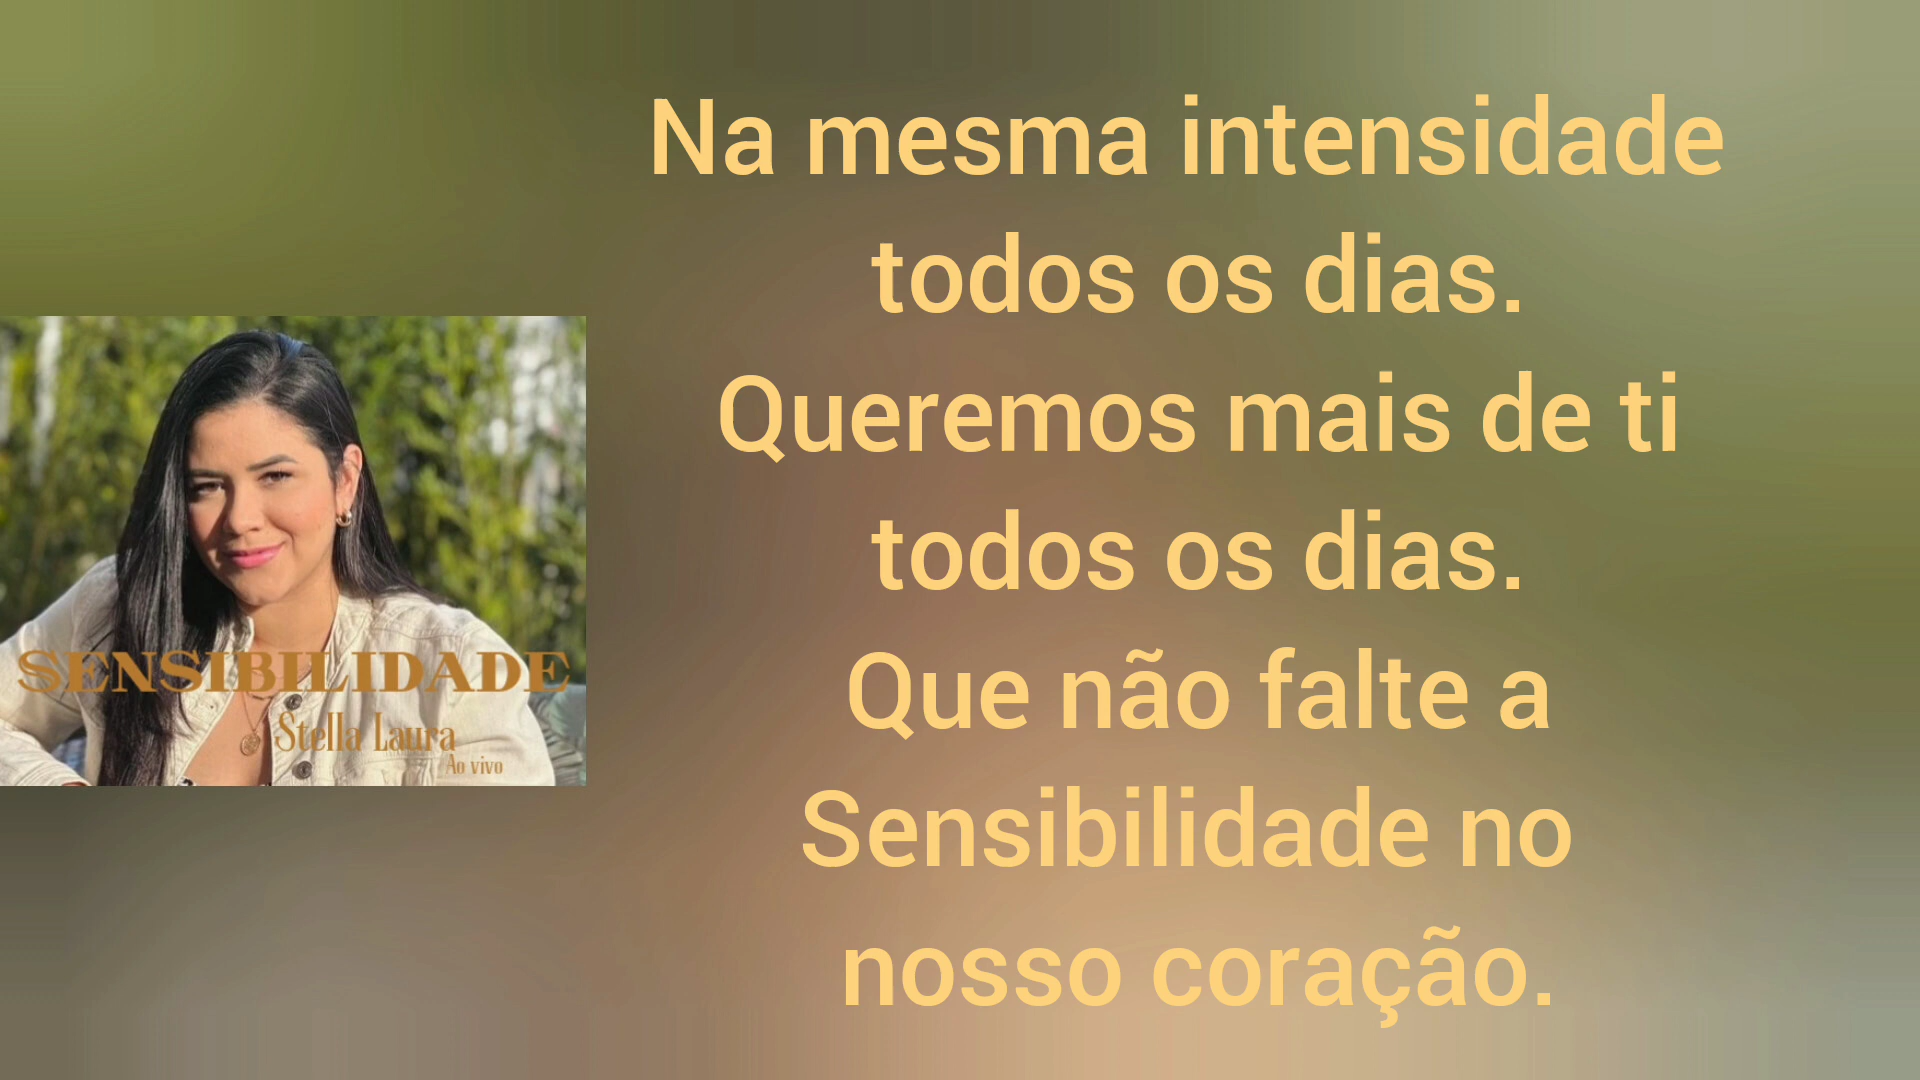 Na mesma intensidade
todos os dias.
Queremos mais de ti
todos os dias.
Que não falte a
Sensibilidade no
nosso coração.
SENSIBILIDADE
Stella Laura
Ao vivo